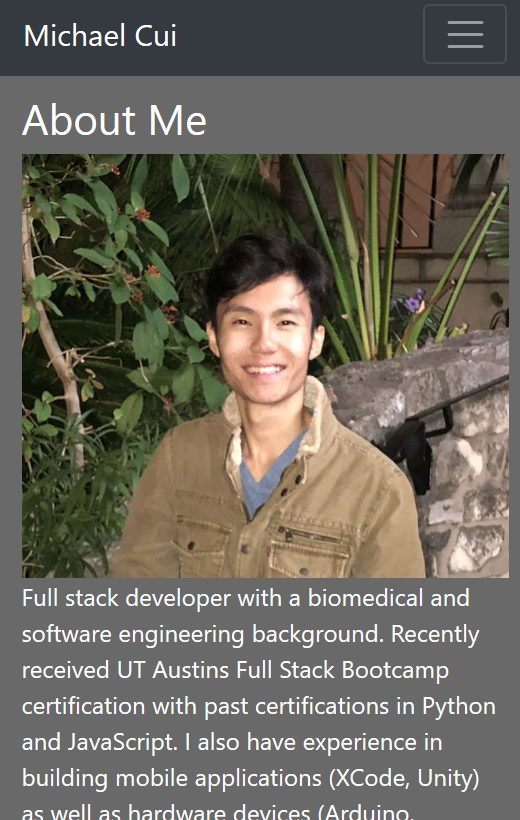 Michael Cui
About Me
Full stack developer with a biomedical and
software engineering background. Recently
received UT Austins Full Stack Bootcamp
certification with past certifications in Python
and JavaScript. I also have experience in
building mobile applications (XCode, Unity)
as well as hardware devices (Arduino,